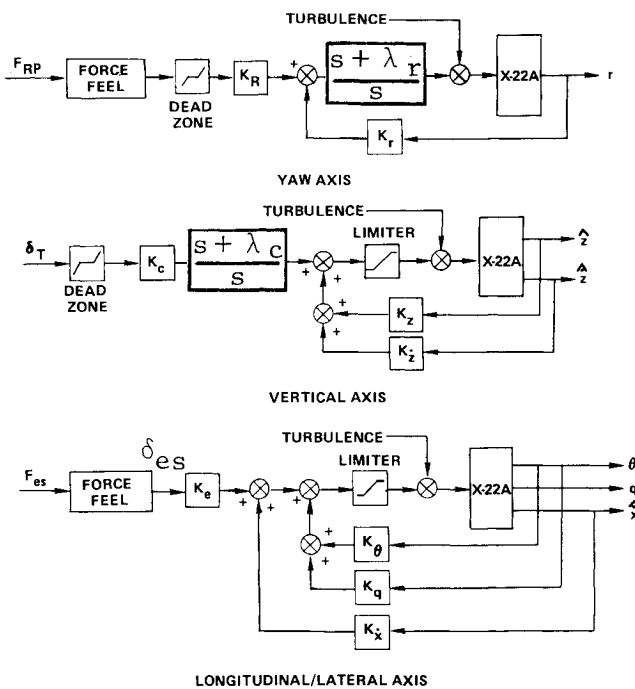 TURBULENCE
F_RP
FORCE FEEL
DEAD ZONE
K_R
+
s + λ_r
s
X-22A
r
K_r
YAW AXIS
TURBULENCE
δ_T
DEAD ZONE
K_c
s + λ_c
s
+
+
LIMITER
X-22A
ẑ
+
+
K_z
K_ż
VERTICAL AXIS
TURBULENCE
F_es
FORCE FEEL
δ_es
K_e
+
+
+
+
LIMITER
X-22A
θ
q
+
+
K_θ
K_q
K_ẋ
LONGITUDINAL/LATERAL AXIS